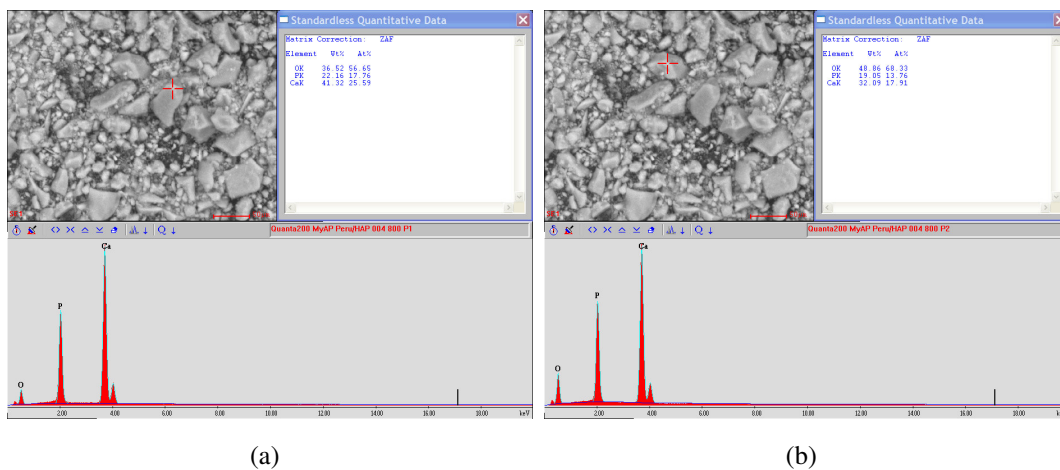 Standardless Quantitative Data
Matrix Correction: ZAF
Element Wt% At%
OK 36.52 56.65
PK 22.16 17.76
CaK 41.32 25.59
Quanta200 MyAP Peru/HAP 004 800 P1
Ca
P
O
2.00 4.00 6.00 8.00 10.00 12.00 14.00 16.00 18.00 keV
(a)
Standardless Quantitative Data
Matrix Correction: ZAF
Element Wt% At%
OK 48.86 68.33
PK 19.05 13.76
CaK 32.09 17.91
Quanta200 MyAP Peru/HAP 004 800 P2
Ca
P
O
2.00 4.00 6.00 8.00 10.00 12.00 14.00 16.00 18.00
(b)